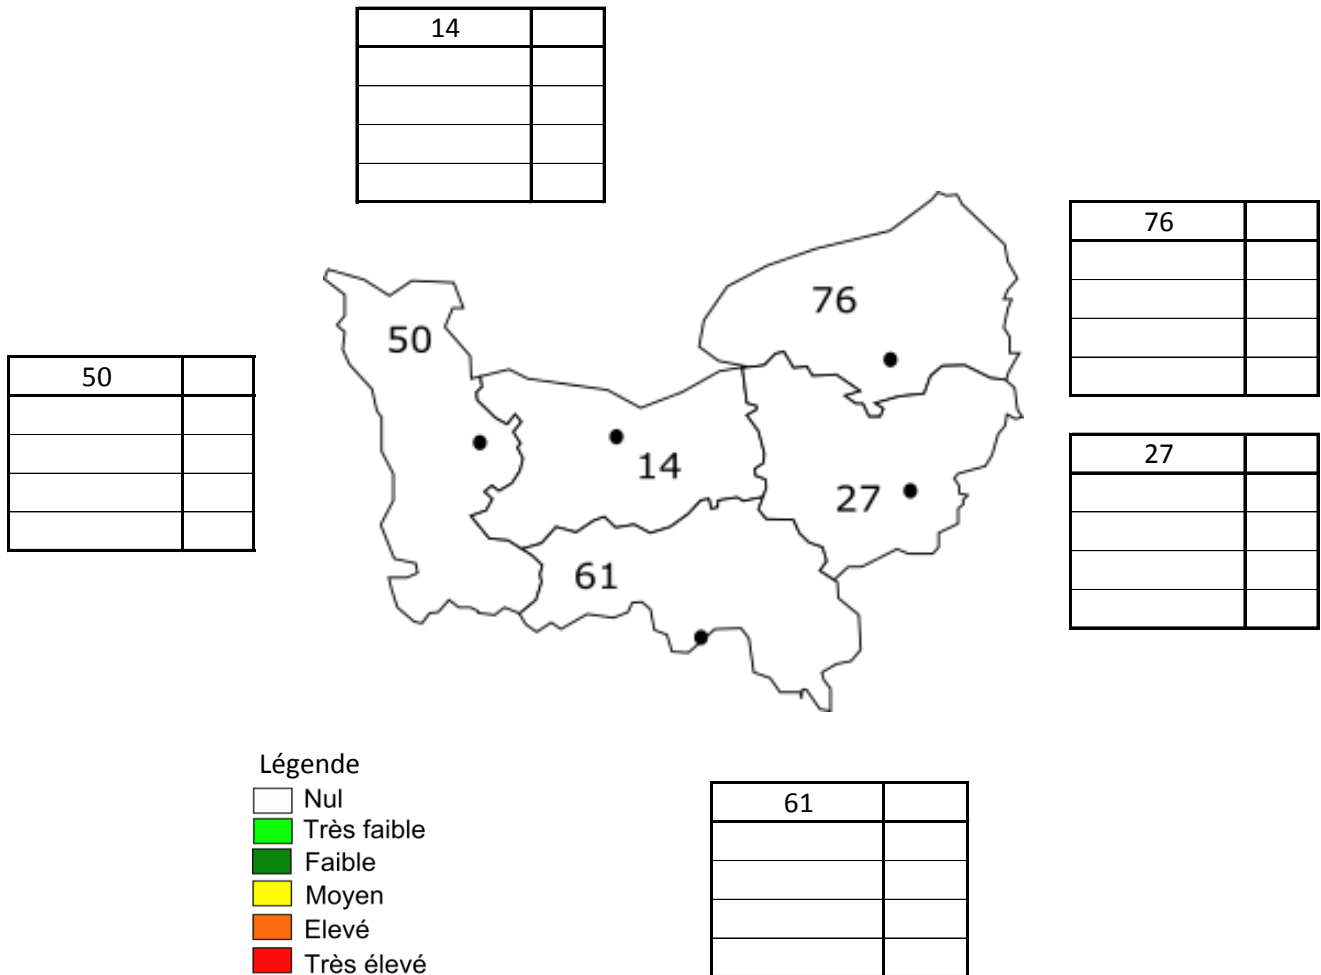 14
76
76
50
50
27
14
27
61
Légende
Nul
Très faible
Faible
Moyen
Elevé
Très élevé
61